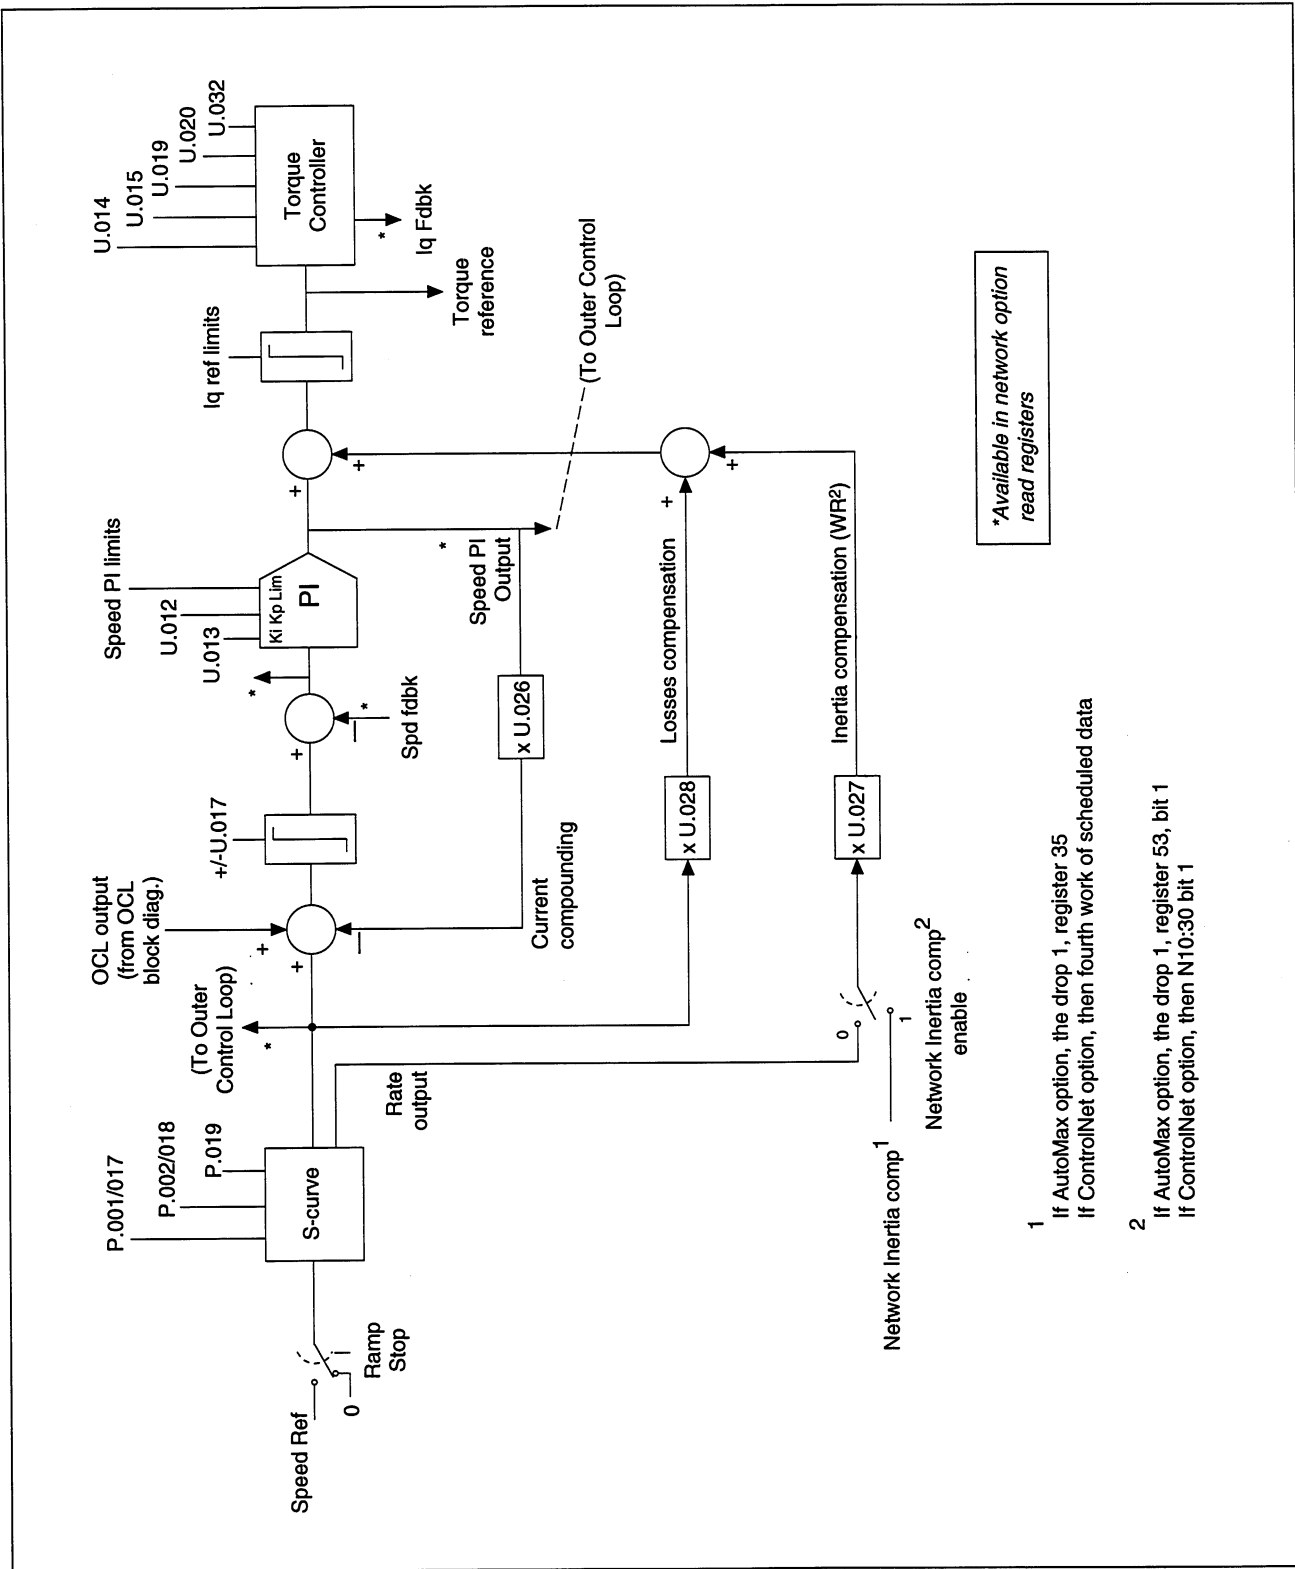 Speed Ref
0
Ramp
Stop
P.001/017
P.002/018
P.019
S-curve
Rate
output
(To Outer
Control Loop)
*
OCL output
(from OCL
block diag.)
+
+
–
Current
compounding
+/-U.017
+
–
*
Spd fdbk
*
x U.026
Speed PI limits
U.012
U.013
Ki Kp Lim
PI
*
Speed PI
Output
(To Outer Control
Loop)
+
+
Iq ref limits
Torque
reference
U.014
U.015
U.019
U.020
U.032
Torque
Controller
*
Iq Fdbk
x U.028
Losses compensation
+
+
x U.027
Inertia compensation (WR2)
0
1
Network Inertia comp1
Network Inertia comp2
enable
*Available in network option
read registers
1
If AutoMax option, the drop 1, register 35
If ControlNet option, then fourth work of scheduled data
2
If AutoMax option, the drop 1, register 53, bit 1
If ControlNet option, then N10:30 bit 1